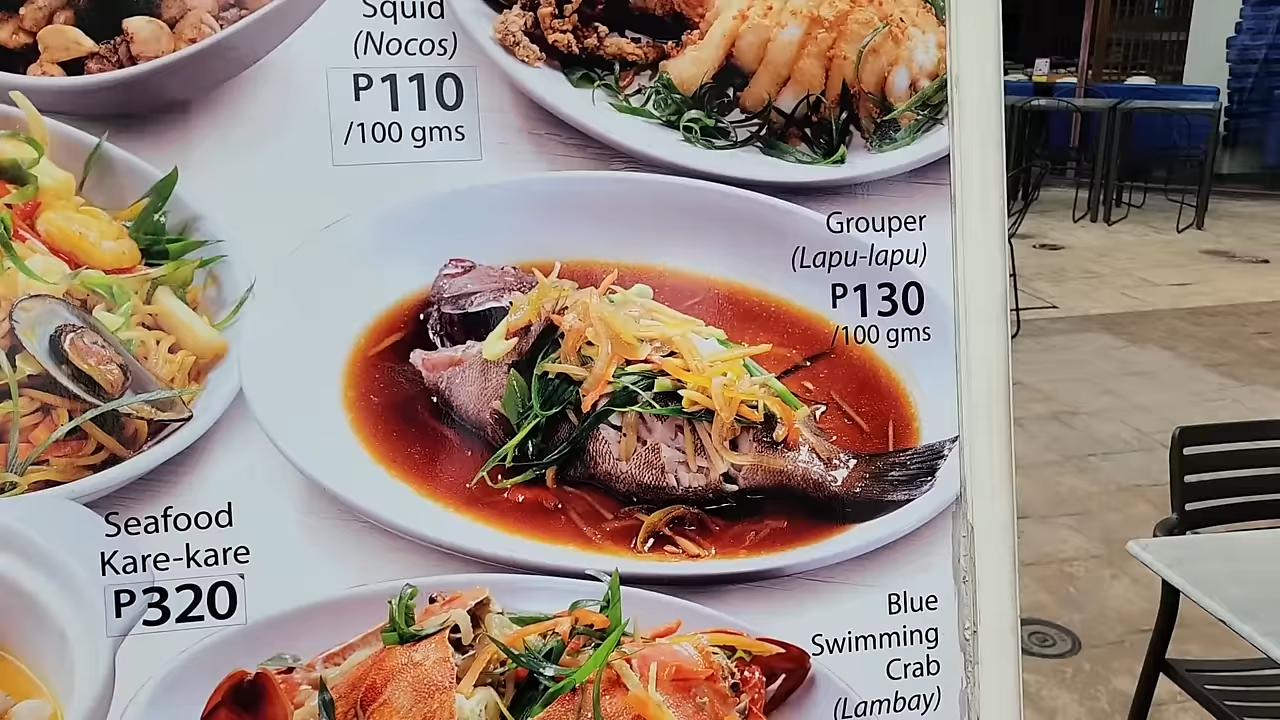 Squid
(Nocos)
P110
/100 gms
Grouper
(Lapu-lapu)
P130
/100 gms
Seafood
Kare-kare
P320
Blue
Swimming
Crab
(Lambay)